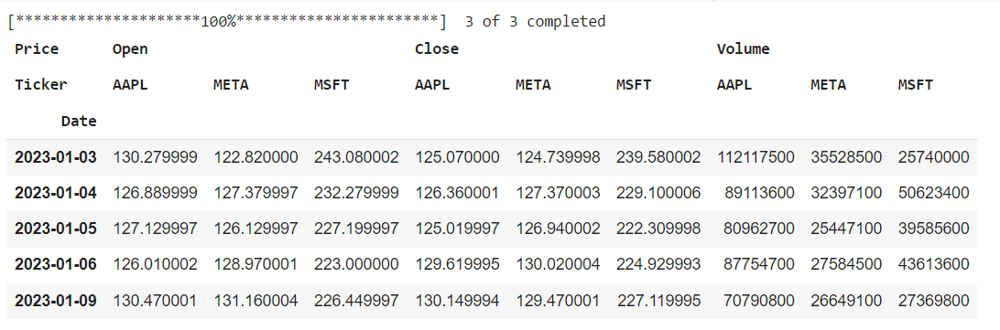 [*********************100%***********************]  3 of 3 completed
Price Open Close Volume
Ticker AAPL META MSFT AAPL META MSFT AAPL META MSFT
Date
2023-01-03 130.279999 122.820000 243.080002 125.070000 124.739998 239.580002 112117500 35528500 25740000
2023-01-04 126.889999 127.379997 232.279999 126.360001 127.370003 229.100006 89113600 32397100 50623400
2023-01-05 127.129997 126.129997 227.199997 125.019997 126.940002 222.309998 80962700 25447100 39585600
2023-01-06 126.010002 128.970001 223.000000 129.619995 130.020004 224.929993 87754700 27584500 43613600
2023-01-09 130.470001 131.160004 226.449997 130.149994 129.470001 227.119995 70790800 26649100 27369800